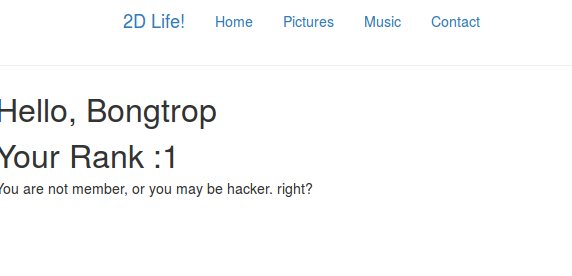 2D Life! Home Pictures Music Contact
Hello, Bongtrop
Your Rank :1
You are not member, or you may be hacker. right?